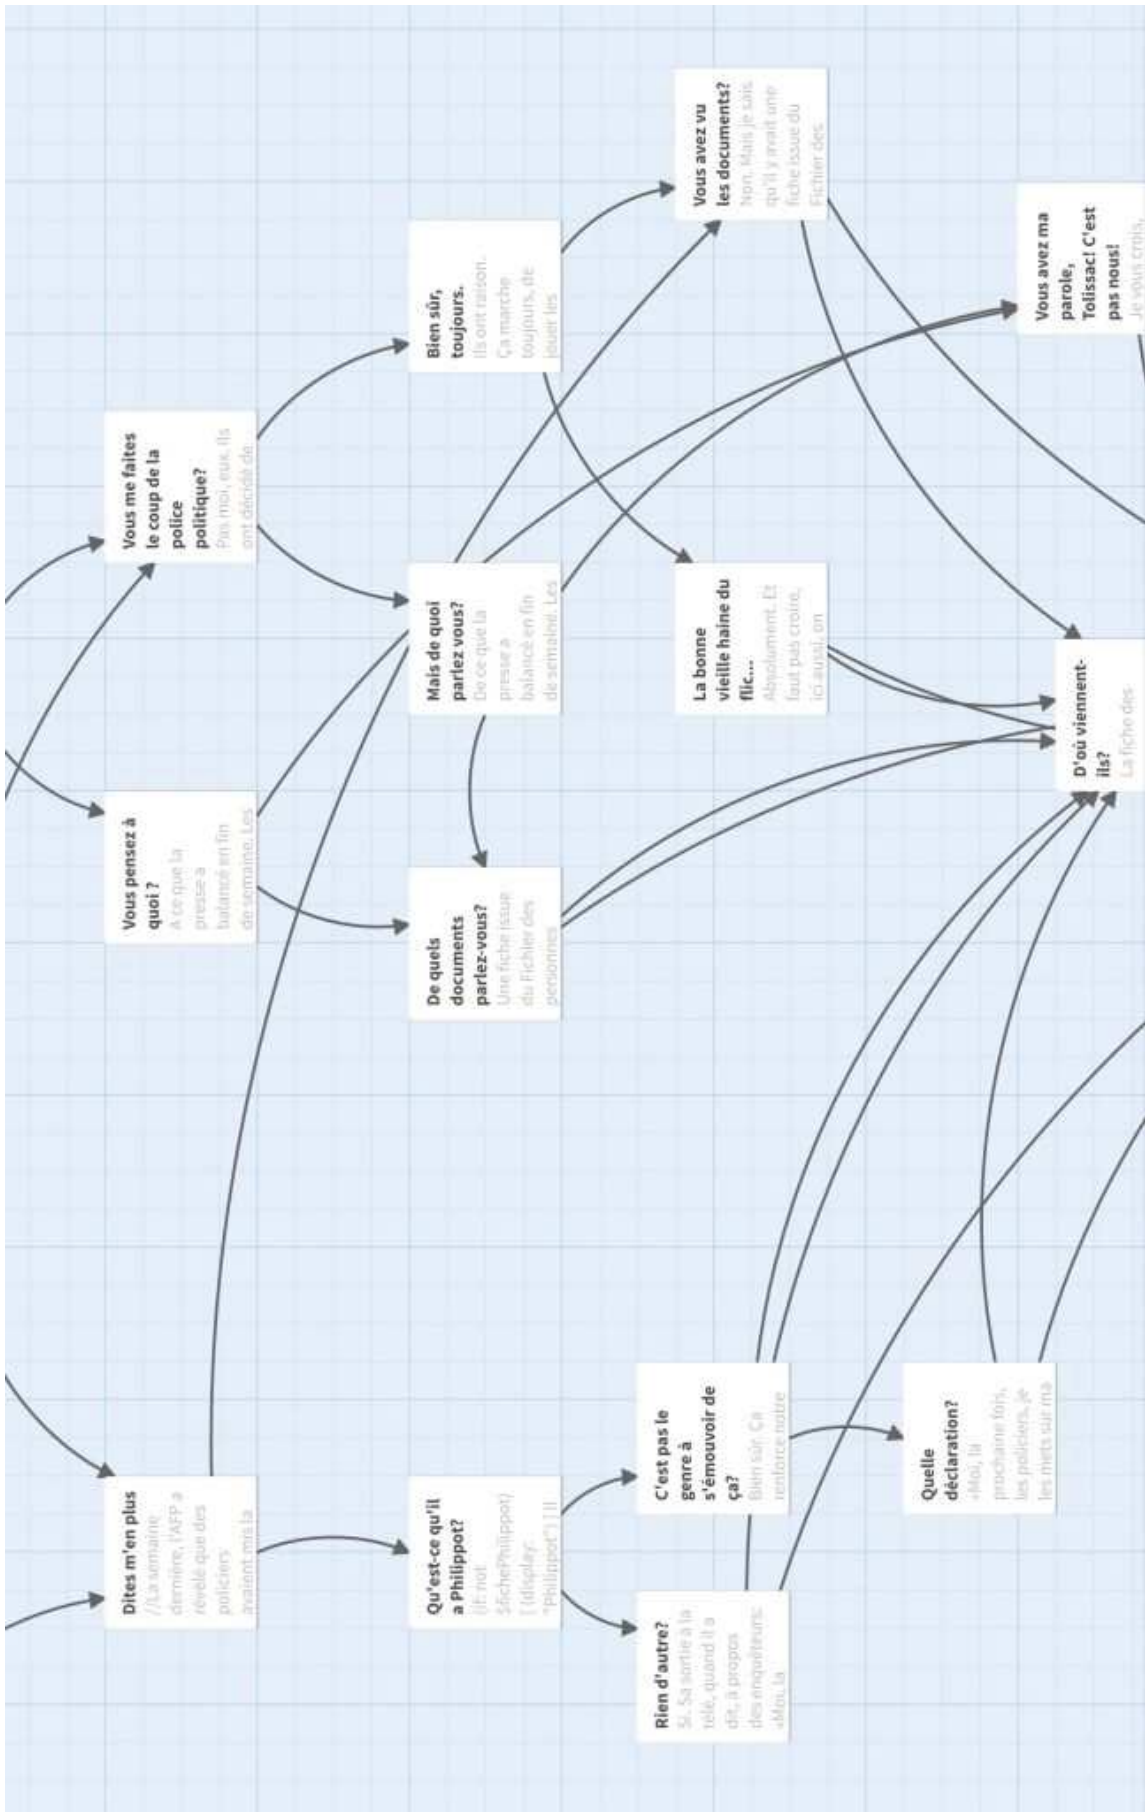 Vous avez vu
les documents?
Non. Mais je sais
qu'il y avait une
fiche issue du
Fichier des
Vous avez ma
parole,
Tolissac! C'est
pas nous!
Je vous crois,
Bien sûr,
toujours.
Ils ont raison.
Ça marche
toujours, de
jouer les
Vous me faites
le coup de la
police
politique?
Pas moi, eux. Ils
ont décidé de
Mais de quoi
parlez vous?
De ce que la
presse a
balancé en fin
de semaine. Les
La bonne
vieille haine du
flic...
Absolument. Et
faut pas croire,
ici aussi, on
D'où viennent-
ils?
La fiche des
Vous pensez à
quoi ?
A ce que la
presse a
balancé en fin
de semaine. Les
De quels
documents
parlez-vous?
Une fiche issue
du Fichier des
personnes
Dites m'en plus
//La semaine
dernière, l'AFP a
révélé que des
policiers
avaient mis la
Qu'est-ce qu'il
a Philippot?
(if: not
$fichePhilippot)
[ (display:
"Philippot") ]
C'est pas le
genre à
s'émouvoir de
ça?
Bien sûr. Ça
renforce notre
Quelle
déclaration?
«Moi, la
prochaine fois,
les policiers, je
les mets sur ma
Rien d'autre?
Si. Sa sortie à la
télé, quand il a
dit, à propos
des enquêteurs:
«Moi, la